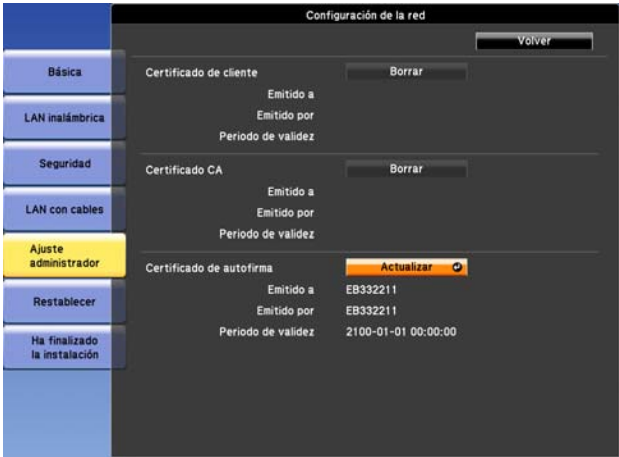 Configuración de la red
Volver
Básica
LAN inalámbrica
Seguridad
LAN con cables
Ajuste
administrador
Restablecer
Ha finalizado
la instalación
Certificado de cliente Borrar
Emitido a
Emitido por
Periodo de validez
Certificado CA Borrar
Emitido a
Emitido por
Periodo de validez
Certificado de autofirma Actualizar
Emitido a EB332211
Emitido por EB332211
Periodo de validez 2100-01-01 00:00:00